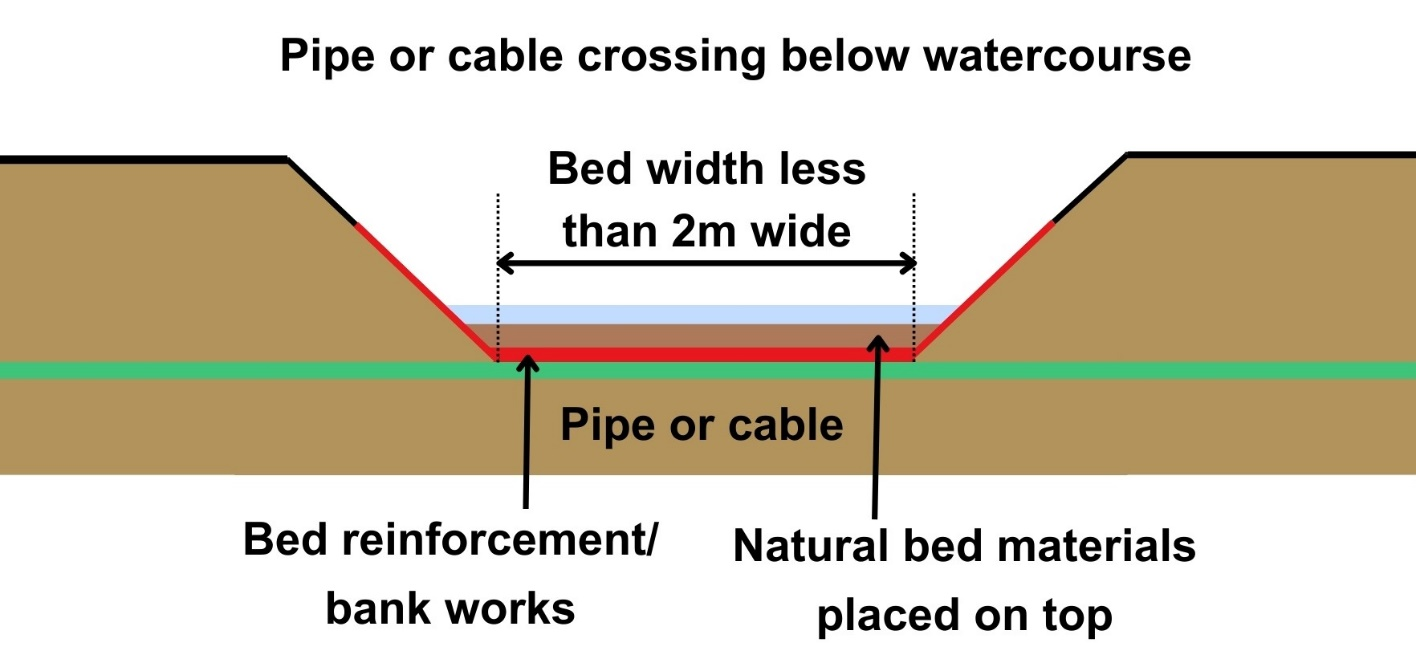 Pipe or cable crossing below watercourse
Bed width less
than 2m wide
Pipe or cable
Bed reinforcement/
bank works
Natural bed materials
placed on top